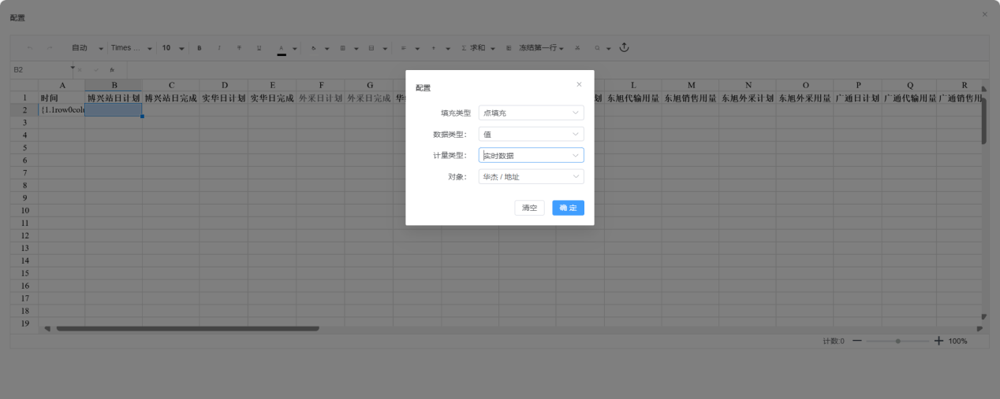 配置
自动 Times ... 10 B I U A Σ 求和 冻结第一行
B2 fx
A B C D E F G L M N O P Q R
1 时间 博兴站日计划 博兴站日完成 实华日计划 实华日完成 外采日计划 外采日完成 划 东旭代输用量 东旭销售用量 东旭外采计划 东旭外采用量 广通日计划 广通代输用量 广通销售用
2 {1.1row0colu
3
4
5
6
7
8
9
10
11
12
13
14
15
16
17
18
19
配置
填充类型 点填充
数据类型: 值
计量类型: 实时数据
对象: 华杰 / 地址
清空 确 定
计数:0 100%